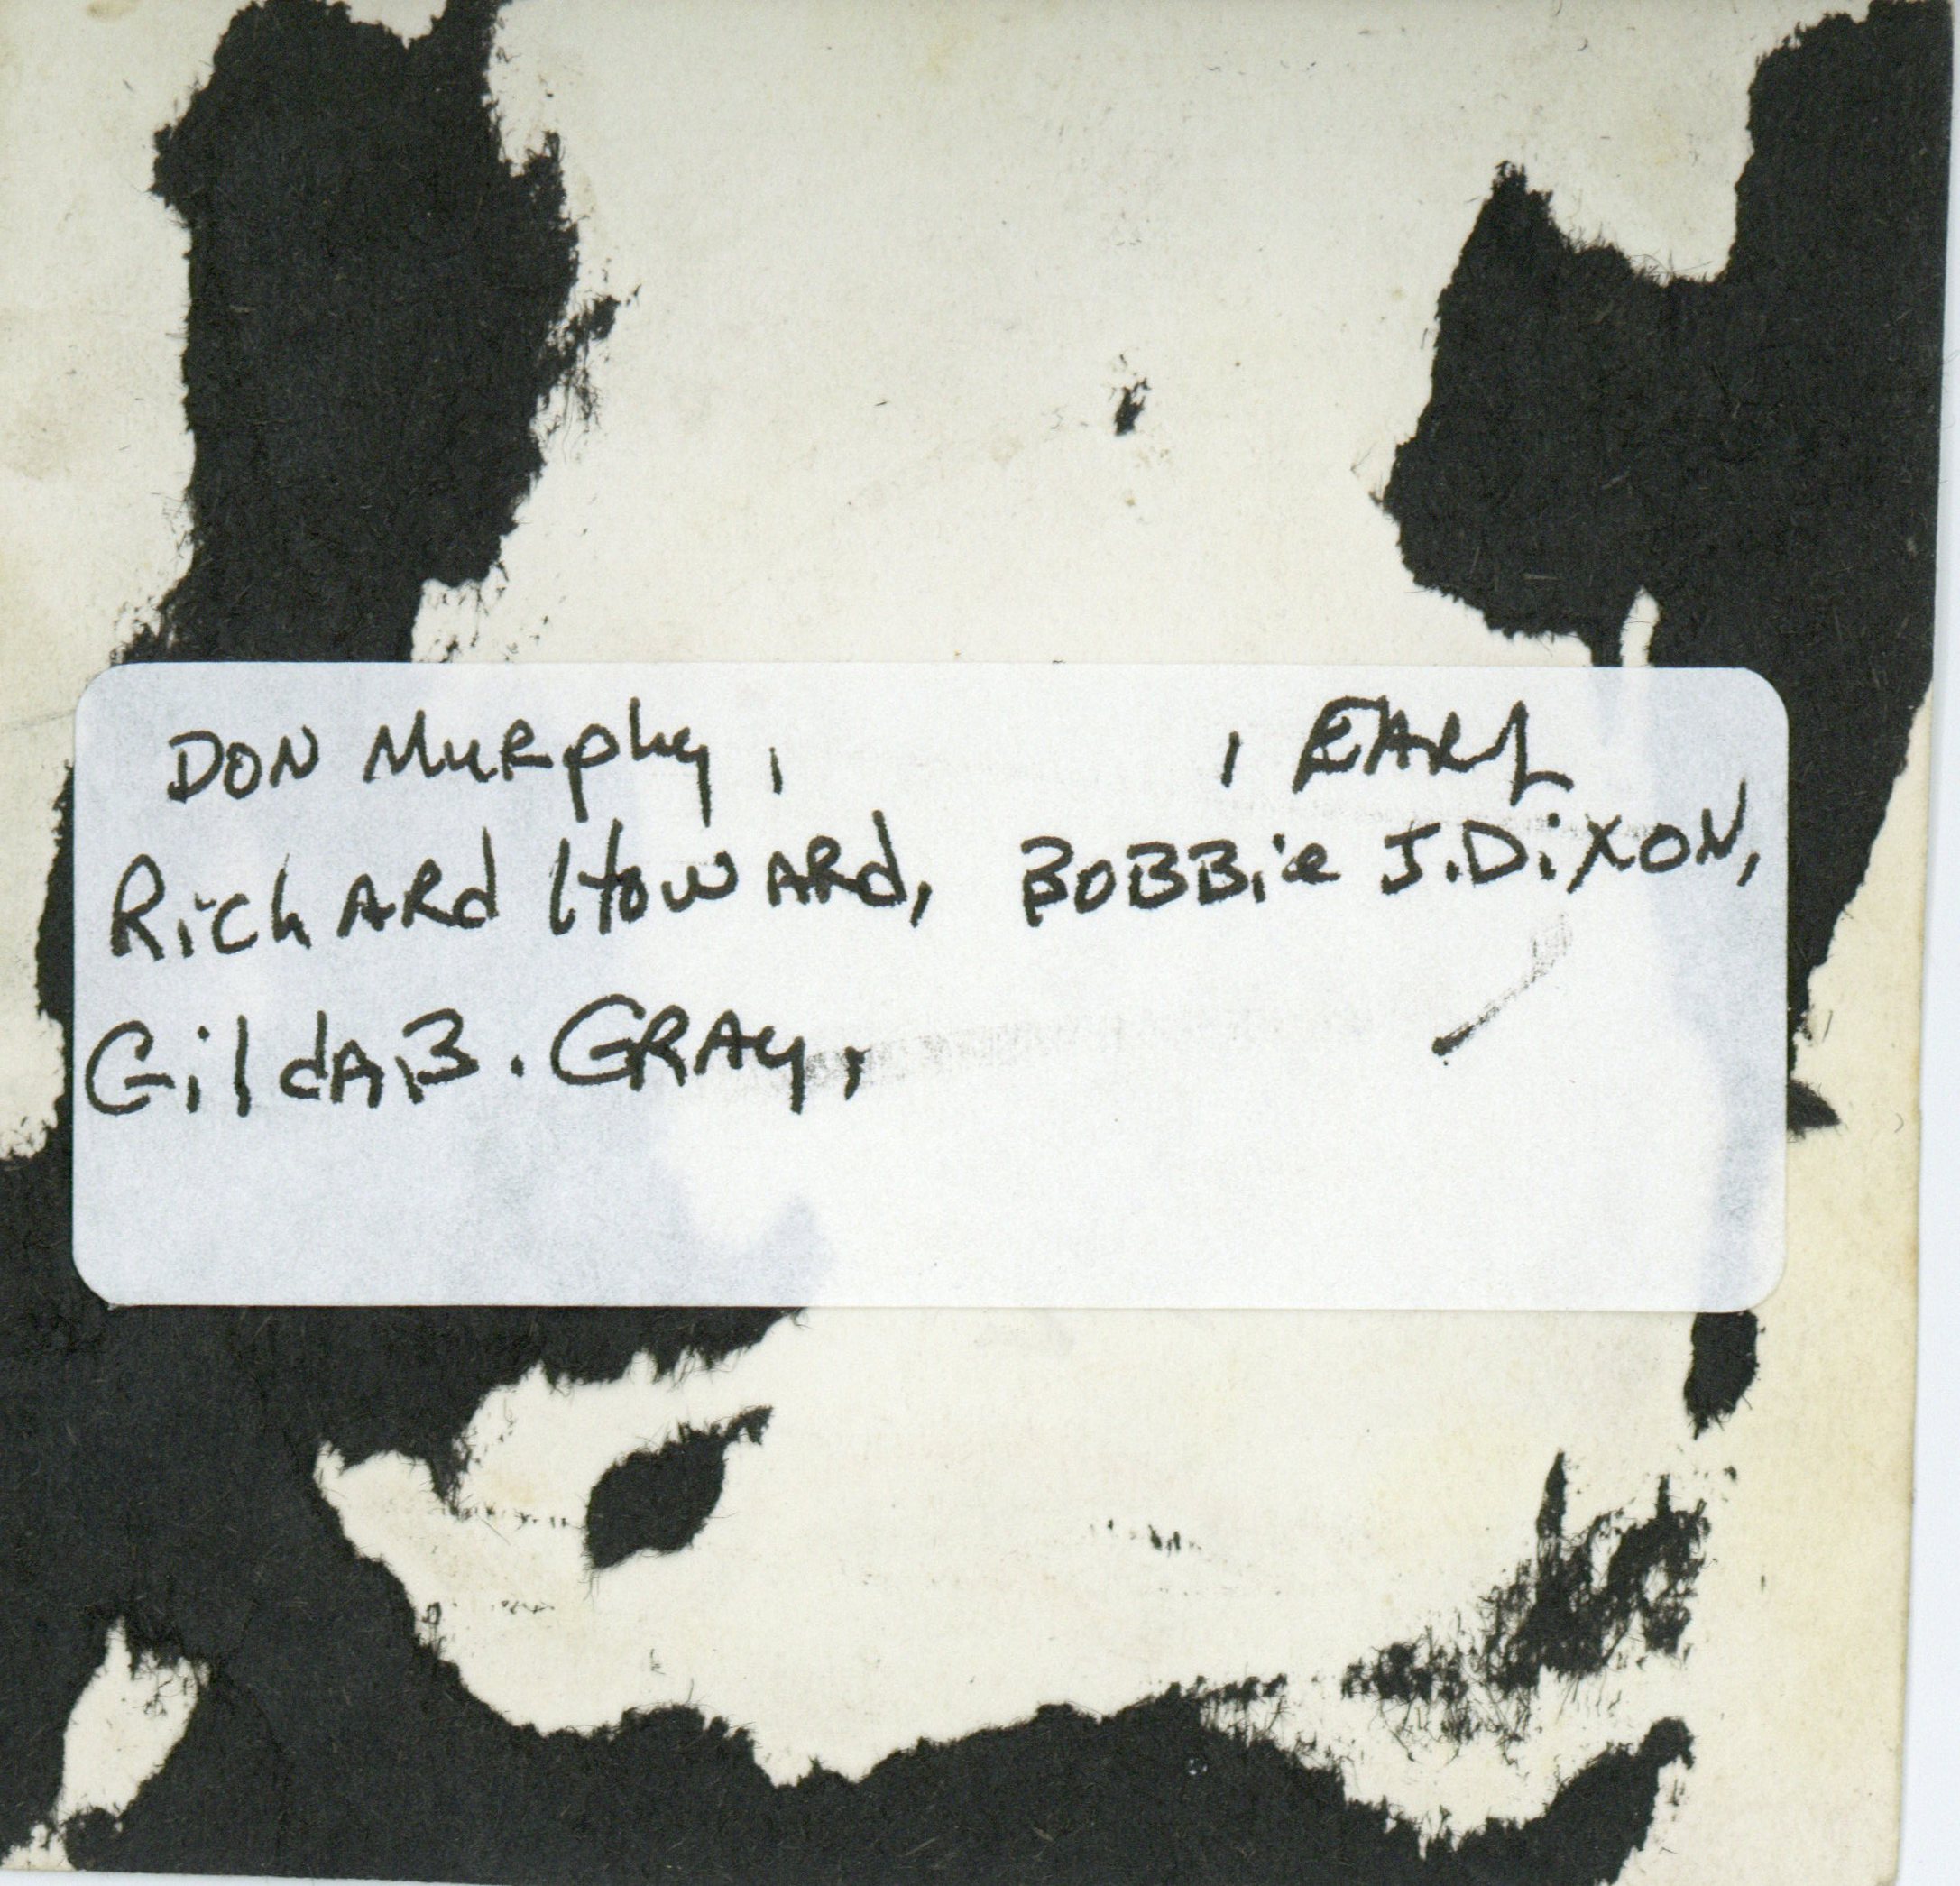 DON MuRphy, , EARL
RichARd HowARd, BOBBie J. DiXON,
GildA B. GRAy,